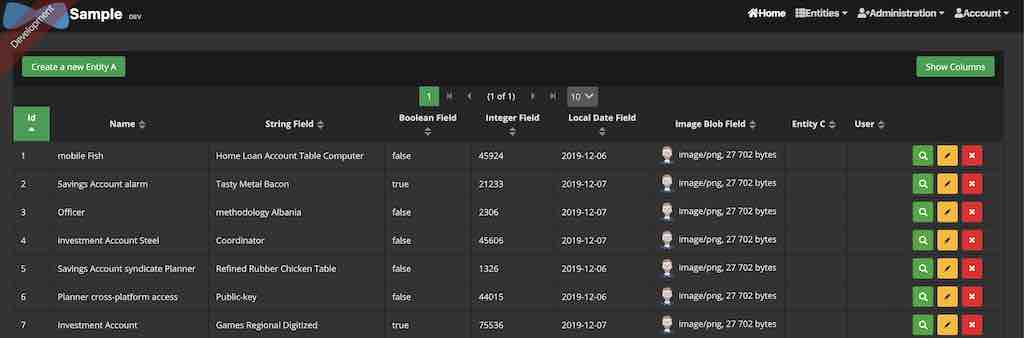 Development
Sample DEV Home Entities Administration Account
Create a new Entity A Show Columns
1 (1 of 1) 10
Id Name String Field Boolean Field Integer Field Local Date Field Image Blob Field Entity C User
1 mobile Fish Home Loan Account Table Computer false 45924 2019-12-06 image/png, 27 702 bytes
2 Savings Account alarm Tasty Metal Bacon true 21233 2019-12-07 image/png, 27 702 bytes
3 Officer methodology Albania false 2306 2019-12-07 image/png, 27 702 bytes
4 Investment Account Steel Coordinator false 45606 2019-12-06 image/png, 27 702 bytes
5 Savings Account syndicate Planner Refined Rubber Chicken Table false 1326 2019-12-06 image/png, 27 702 bytes
6 Planner cross-platform access Public-key false 44015 2019-12-06 image/png, 27 702 bytes
7 Investment Account Games Regional Digitized true 75536 2019-12-07 image/png, 27 702 bytes